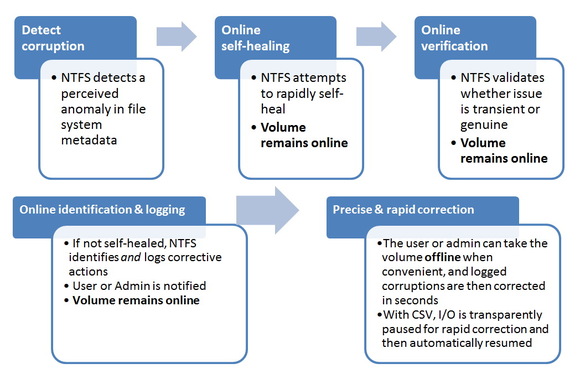 Detect
corruption
• NTFS detects a
perceived
anomaly in file
system
metadata
Online
self-healing
• NTFS attempts
to rapidly self-
heal
• Volume
remains online
Online
verification
• NTFS validates
whether issue
is transient or
genuine
• Volume
remains online
Online identification & logging
• If not self-healed, NTFS
identifies and logs corrective
actions
• User or Admin is notified
• Volume remains online
Precise & rapid correction
•The user or admin can take the
volume offline when
convenient, and logged
corruptions are then corrected
in seconds
•With CSV, I/O is transparently
paused for rapid correction and
then automatically resumed